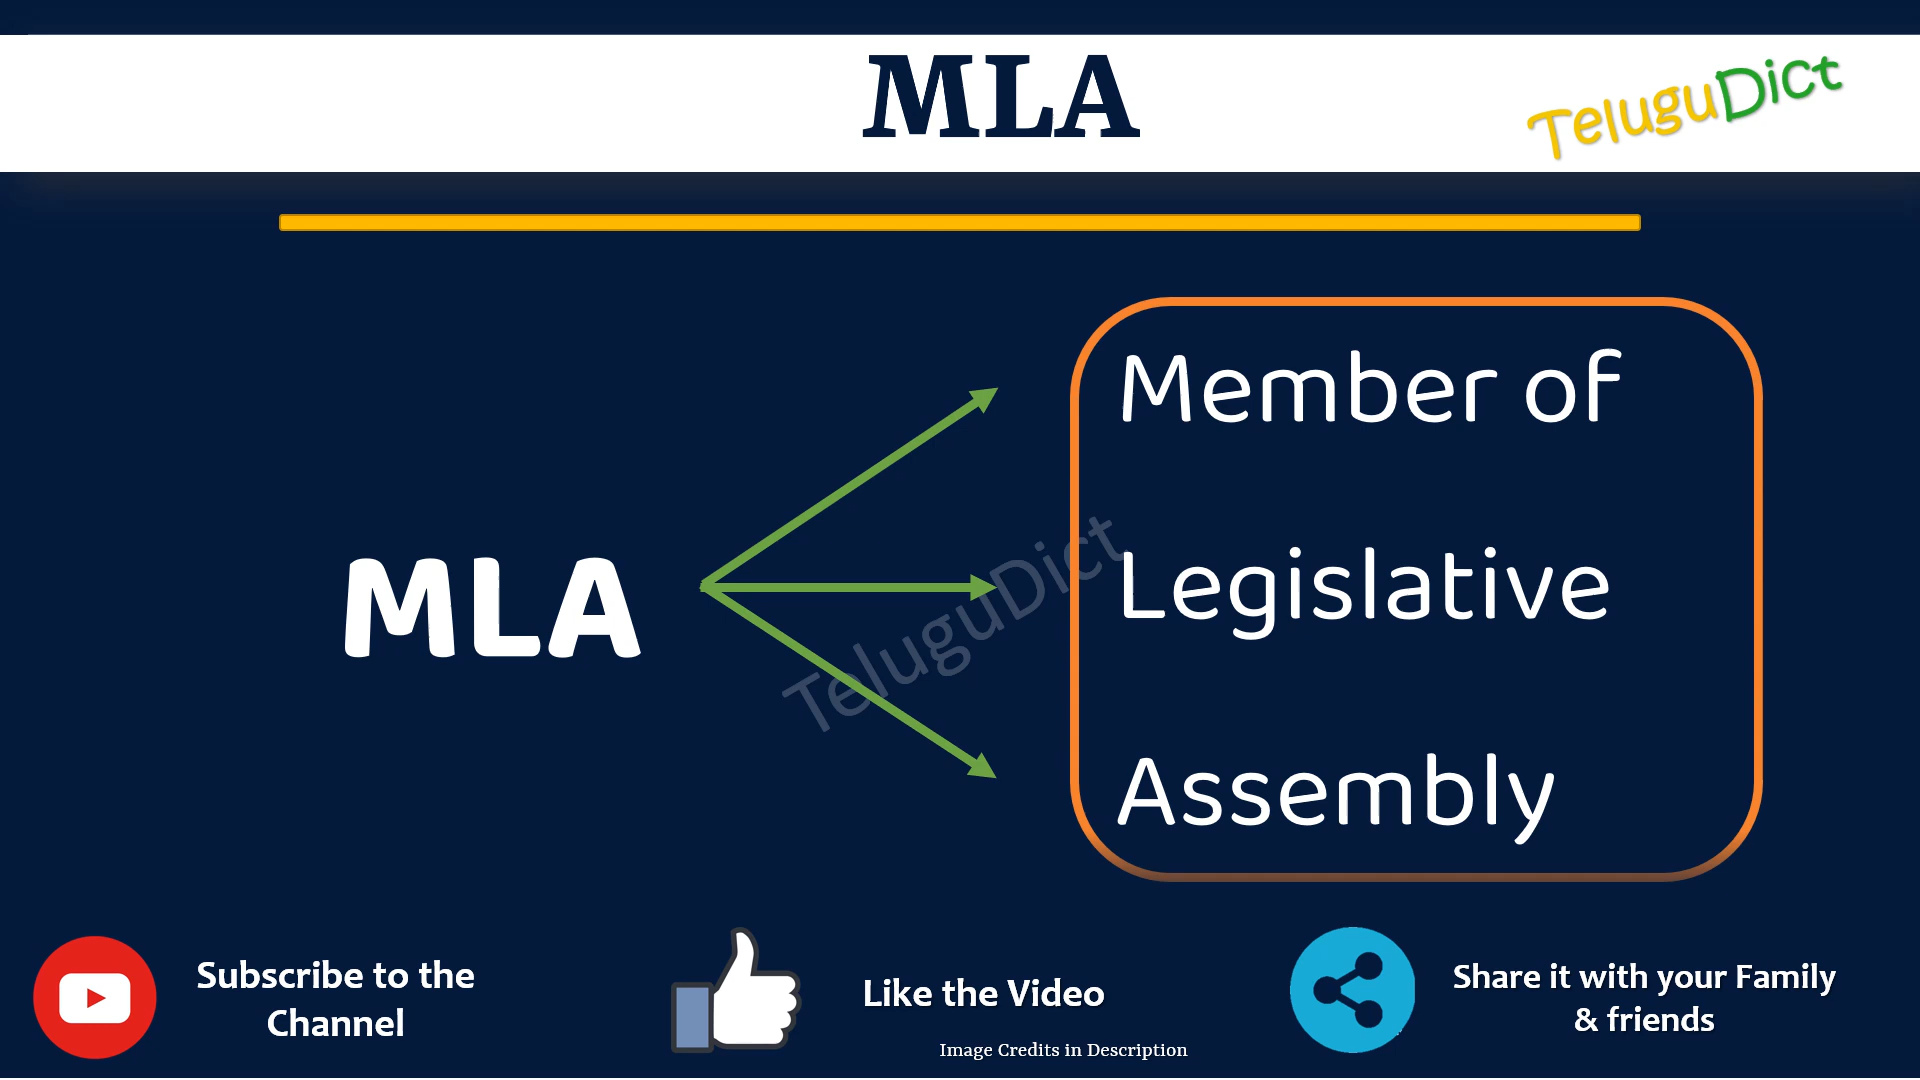 MLA
TeluguDict
Member of
MLA
Legislative
TeluguDict
Assembly
Subscribe to the
Channel
Like the Video
Share it with your Family
& friends
Image Credits in Description